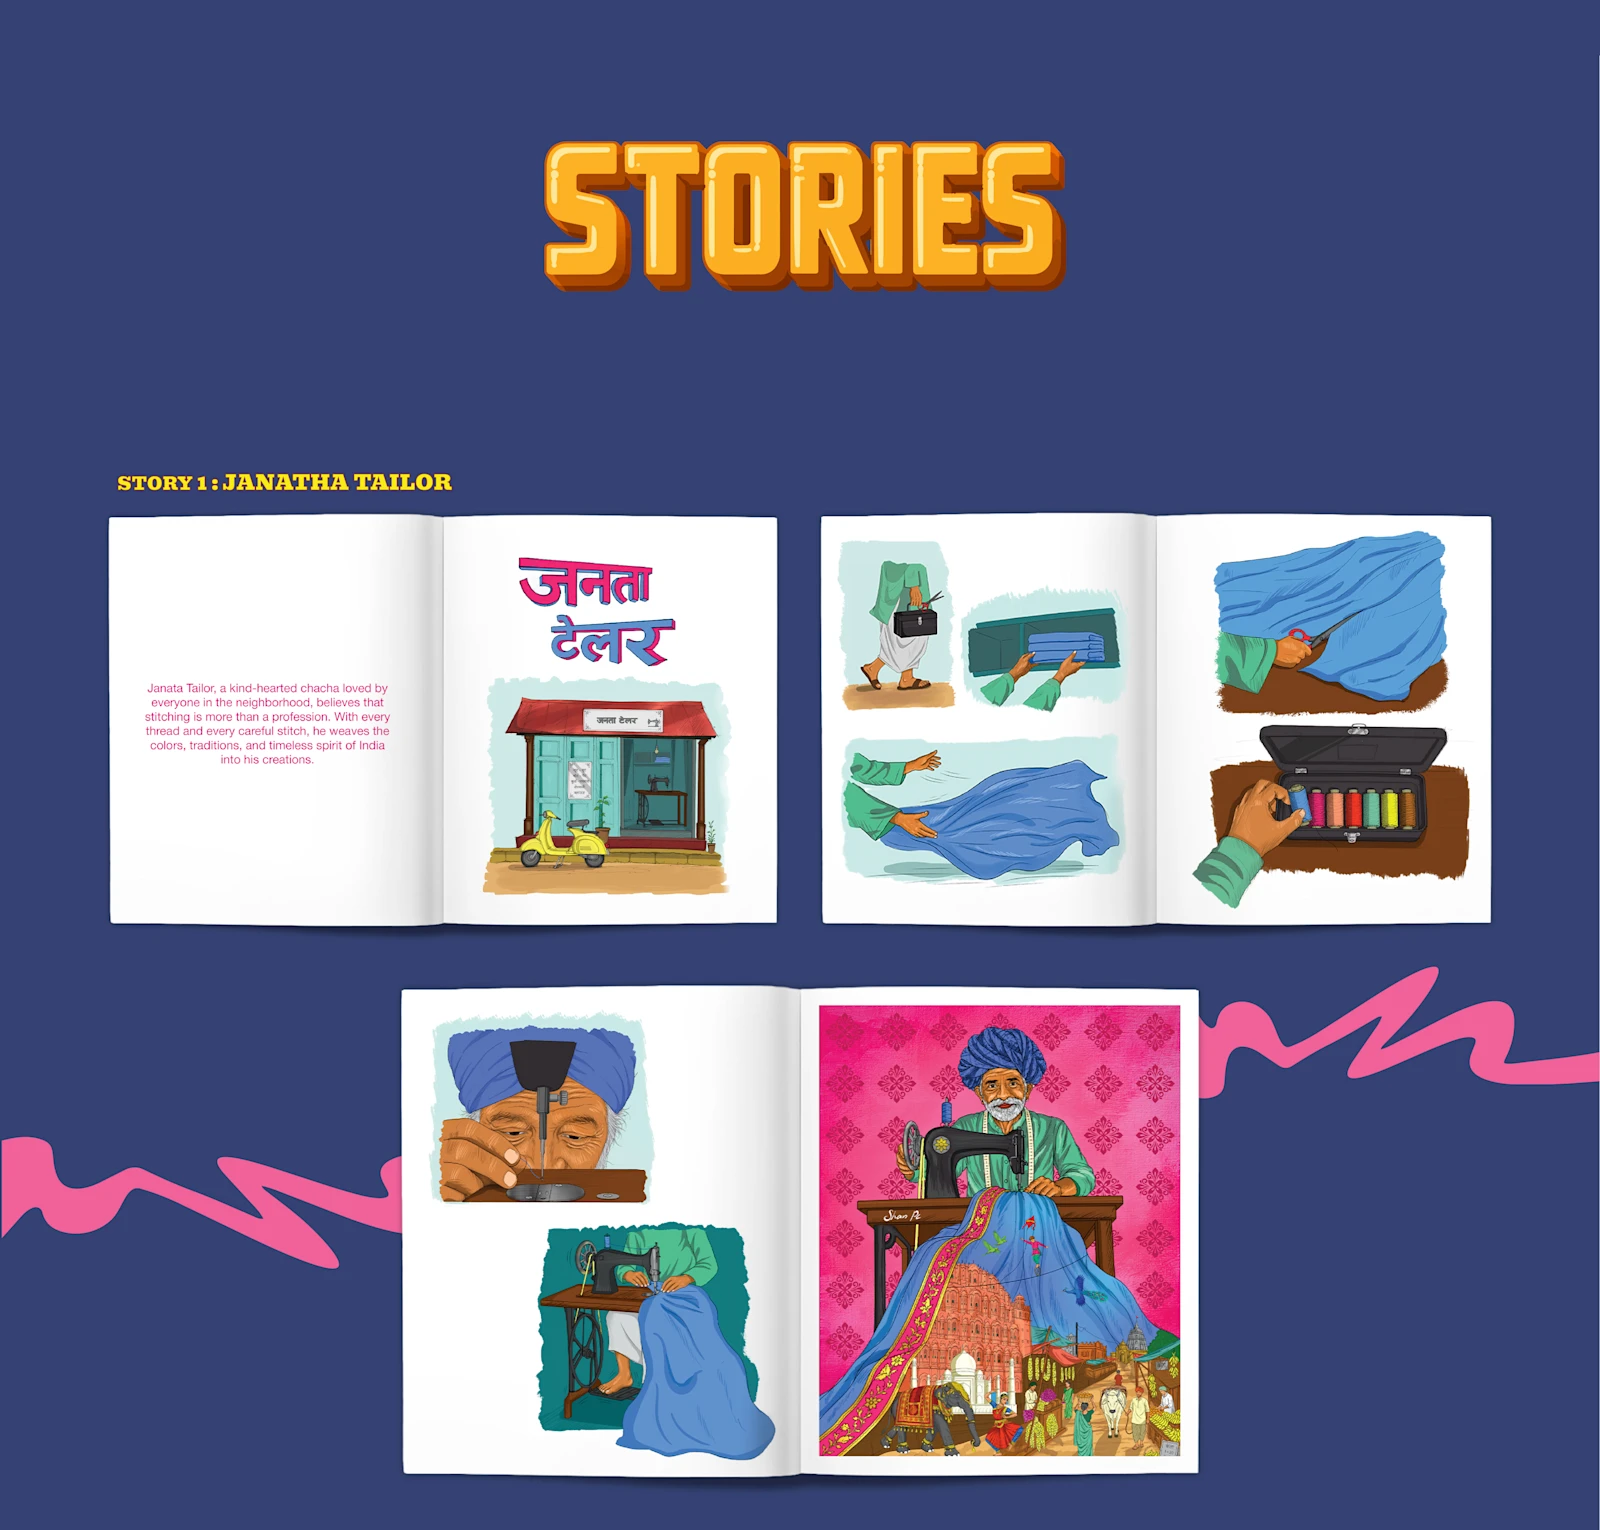 STORIES
STORY 1 : JANATHA TAILOR
Janata Tailor, a kind-hearted chacha loved by
everyone in the neighborhood, believes that
stitching is more than a profession. With every
thread and every careful stitch, he weaves the
colors, traditions, and timeless spirit of India
into his creations.
जनता
टेलर
जनता टेलर